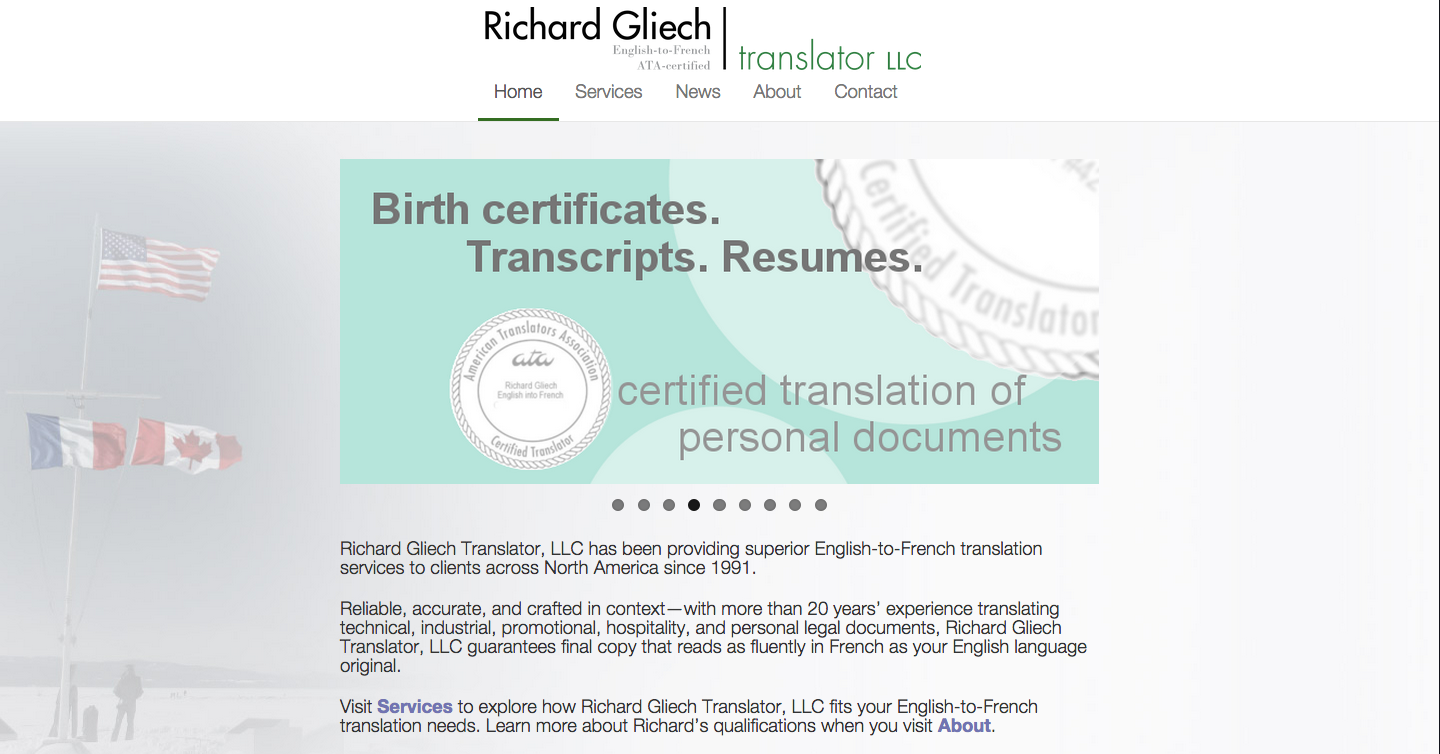 Richard Gliech
English-to-French
ATA-certified
translator LLC
Home Services News About Contact
Birth certificates.
Transcripts. Resumes.
Certified Translator
American Translators Association
ata
Richard Gliech
English into French
Certified Translator
certified translation of
personal documents
Richard Gliech Translator, LLC has been providing superior English-to-French translation
services to clients across North America since 1991.
Reliable, accurate, and crafted in context—with more than 20 years’ experience translating
technical, industrial, promotional, hospitality, and personal legal documents, Richard Gliech
Translator, LLC guarantees final copy that reads as fluently in French as your English language
original.
Visit Services to explore how Richard Gliech Translator, LLC fits your English-to-French
translation needs. Learn more about Richard’s qualifications when you visit About.